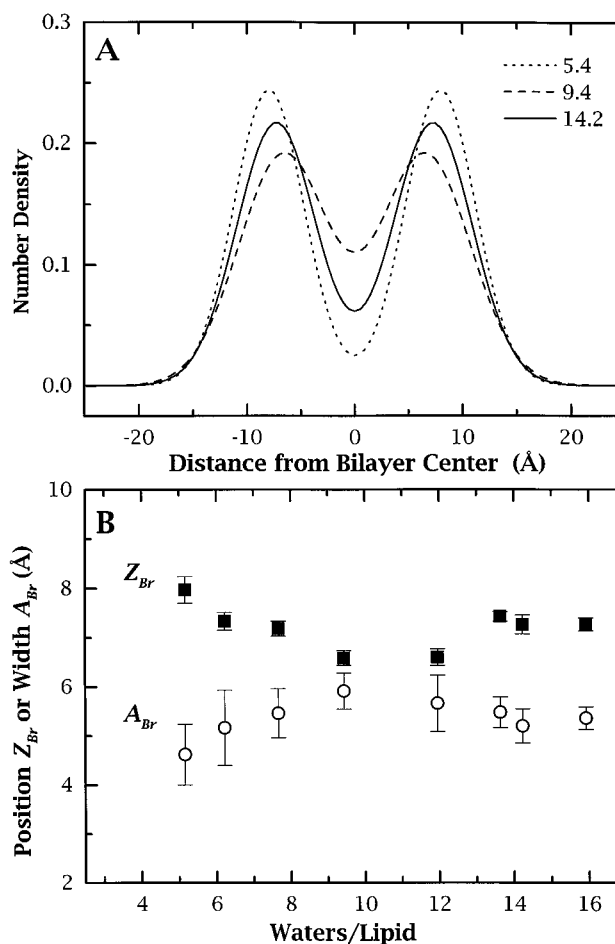 A
5.4
9.4
14.2
0.3
0.2
0.1
0.0
Number Density
-20 -10 0 10 20
Distance from Bilayer Center (Å)
B
10
8
6
4
2
Position Z_Br or Width A_Br (Å)
Z_Br
A_Br
4 6 8 10 12 14 16
Waters/Lipid